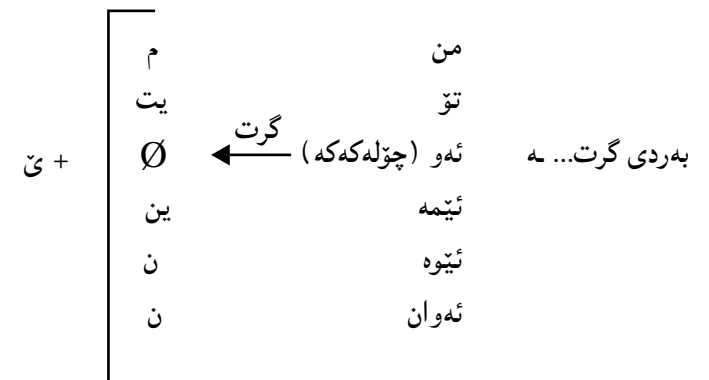 من م
تۆ یت
بەردی گرت... ـە ئەو (چۆلەکەکە) گرت Ø + ێ
ئێمە ین
ئێوە ن
ئەوان ن